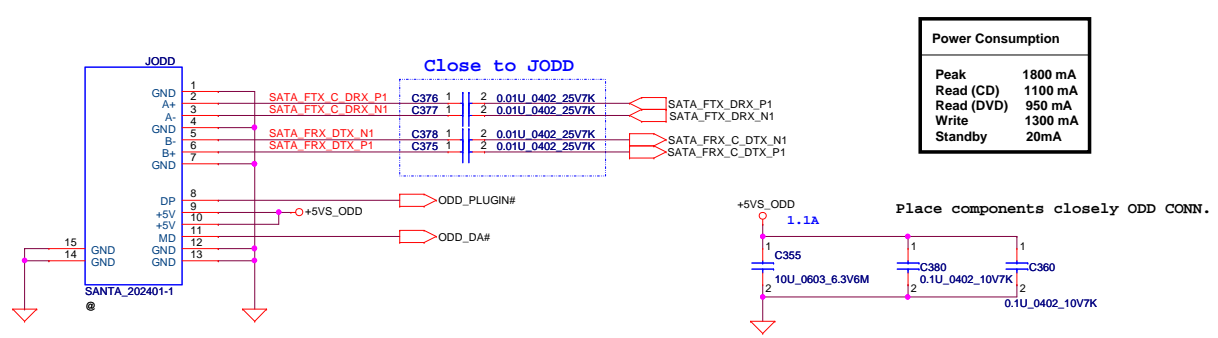 Power Consumption
Peak 1800 mA
Read (CD) 1100 mA
Read (DVD) 950 mA
Write 1300 mA
Standby 20mA
JODD
Close to JODD
GND 1
A+ 2 SATA_FTX_C_DRX_P1 C376 1 2 0.01U_0402_25V7K SATA_FTX_DRX_P1
A- 3 SATA_FTX_C_DRX_N1 C377 1 2 0.01U_0402_25V7K SATA_FTX_DRX_N1
GND 4
B- 5 SATA_FRX_DTX_N1 C378 1 2 0.01U_0402_25V7K SATA_FRX_C_DTX_N1
B+ 6 SATA_FRX_DTX_P1 C375 1 2 0.01U_0402_25V7K SATA_FRX_C_DTX_P1
GND 7
DP 8 ODD_PLUGIN#
+5V 9 +5VS_ODD
+5V 10
MD 11 ODD_DA#
15 GND GND 12
14 GND GND 13
SANTA_202401-1
@
+5VS_ODD
1.1A
Place components closely ODD CONN.
1 1 1
C355
C380 C360
10U_0603_6.3V6M 0.1U_0402_10V7K
2 2 2
0.1U_0402_10V7K